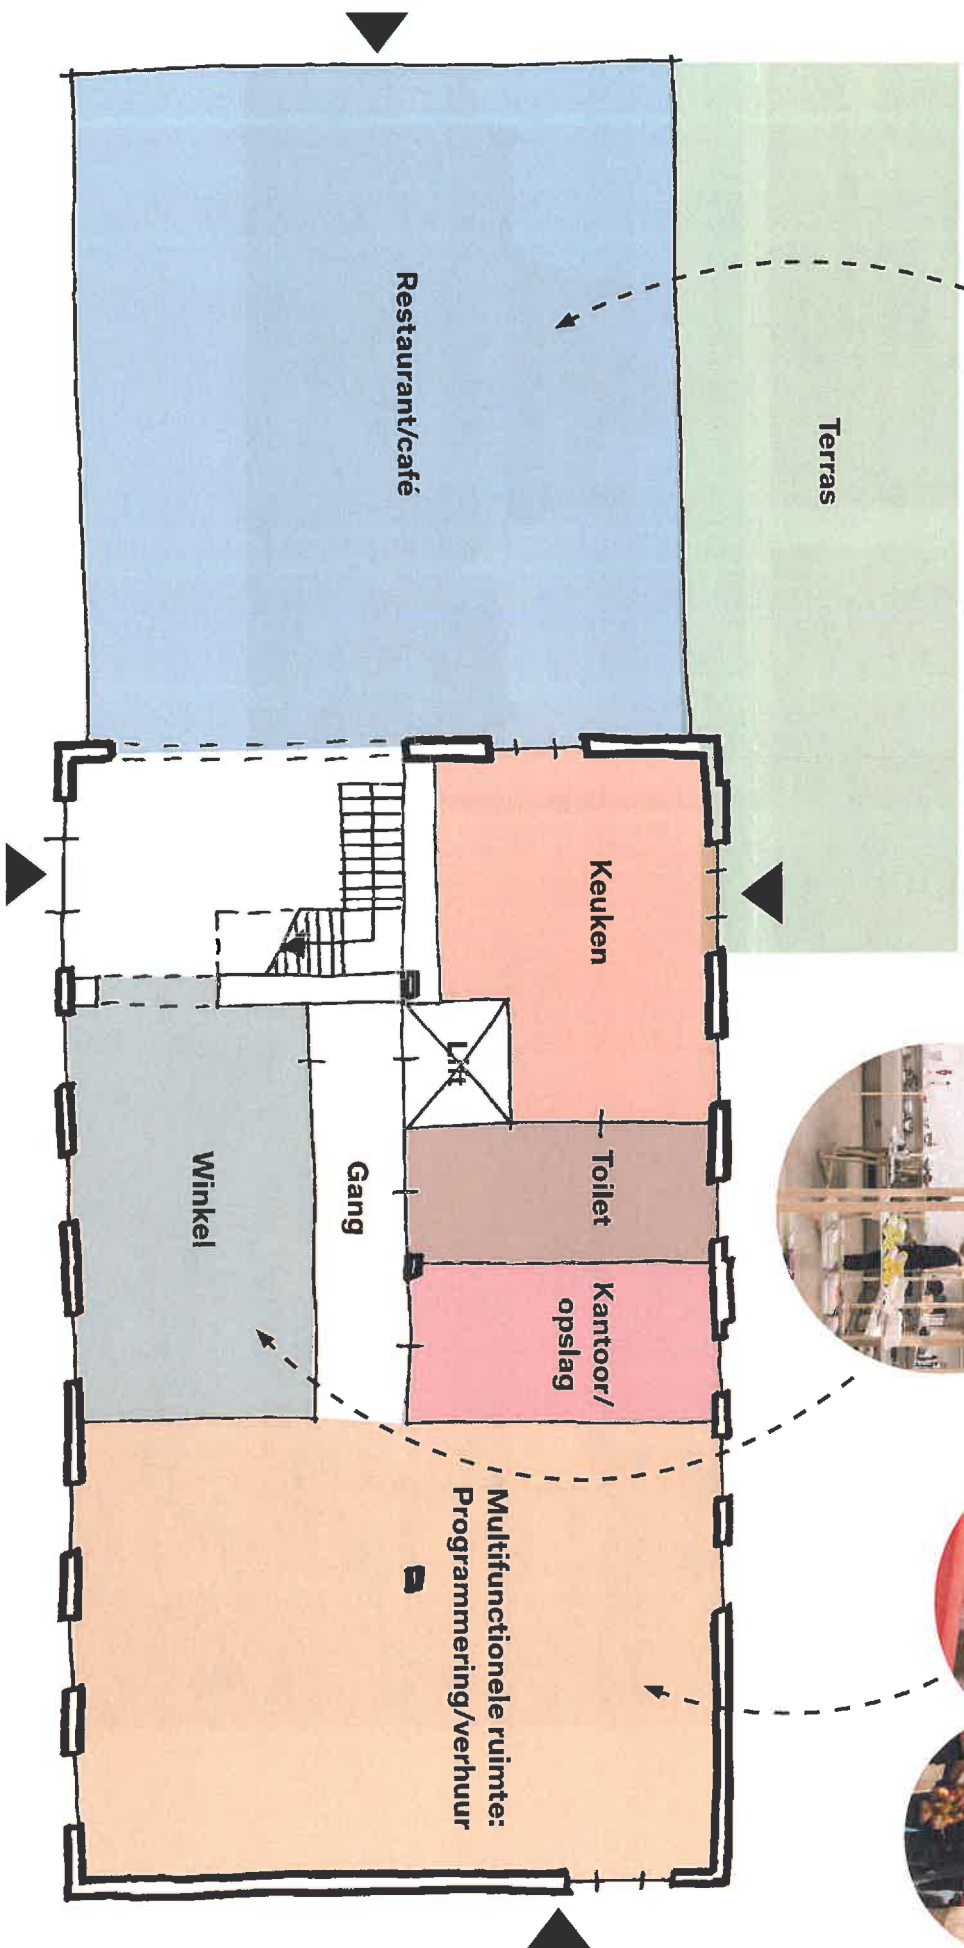 Terras
Restaurant/café
Keuken
Lift
Toilet
Gang
Winkel
Kantoor/
opslag
Multifunctionele ruimte:
Programmering/verhuur